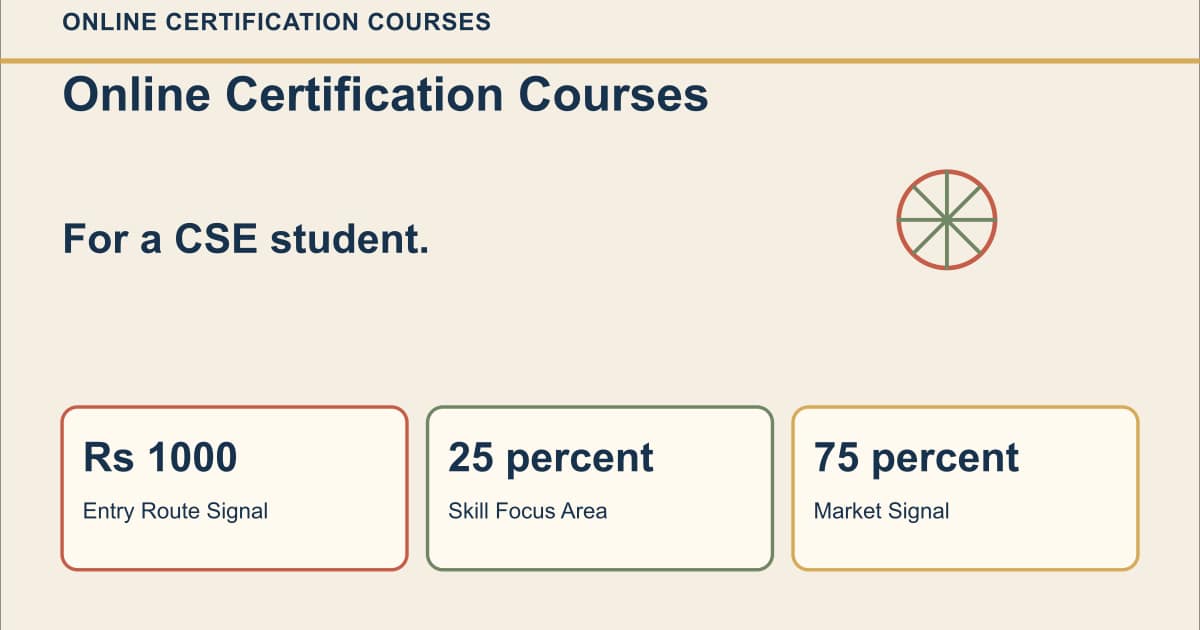 ONLINE CERTIFICATION COURSES
Online Certification Courses
For a CSE student.
Rs 1000
Entry Route Signal
25 percent
Skill Focus Area
75 percent
Market Signal